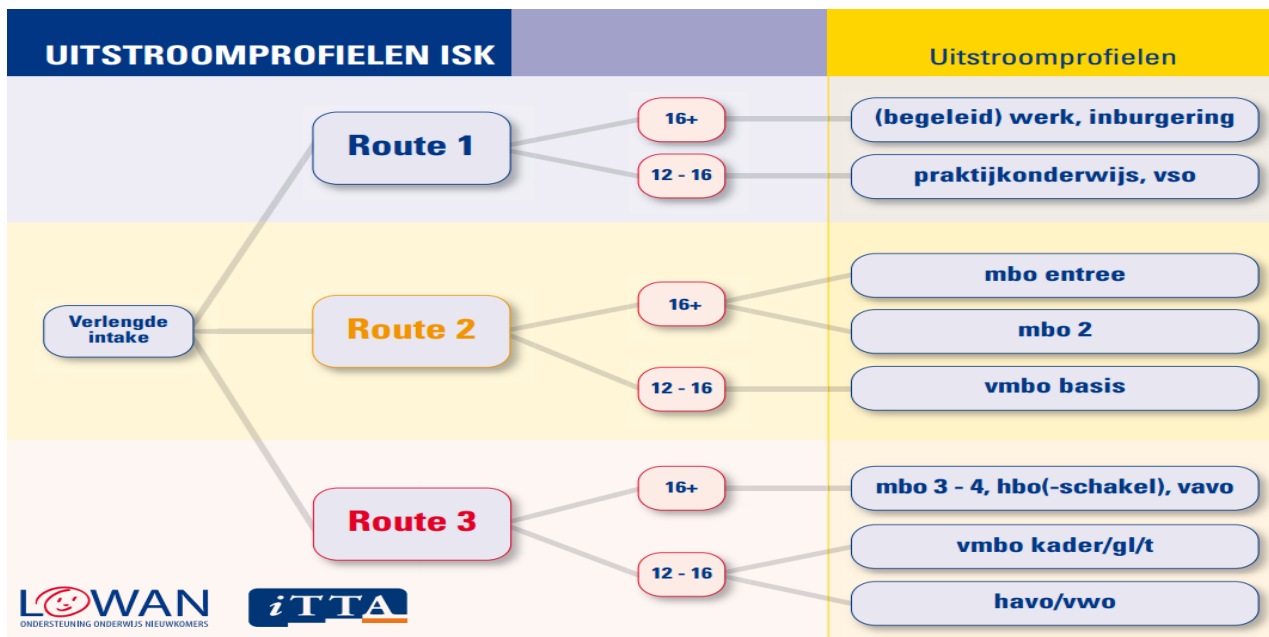 UITSTROOMPROFIELEN ISK
Uitstroomprofielen
Verlengde
intake
Route 1
16+
(begeleid) werk, inburgering
12 - 16
praktijkonderwijs, vso
Route 2
16+
mbo entree
mbo 2
12 - 16
vmbo basis
Route 3
16+
mbo 3 - 4, hbo(-schakel), vavo
12 - 16
vmbo kader/gl/t
havo/vwo
LOWAN
ONDERSTEUNING ONDERWIJS NIEUWKOMERS
iTTA